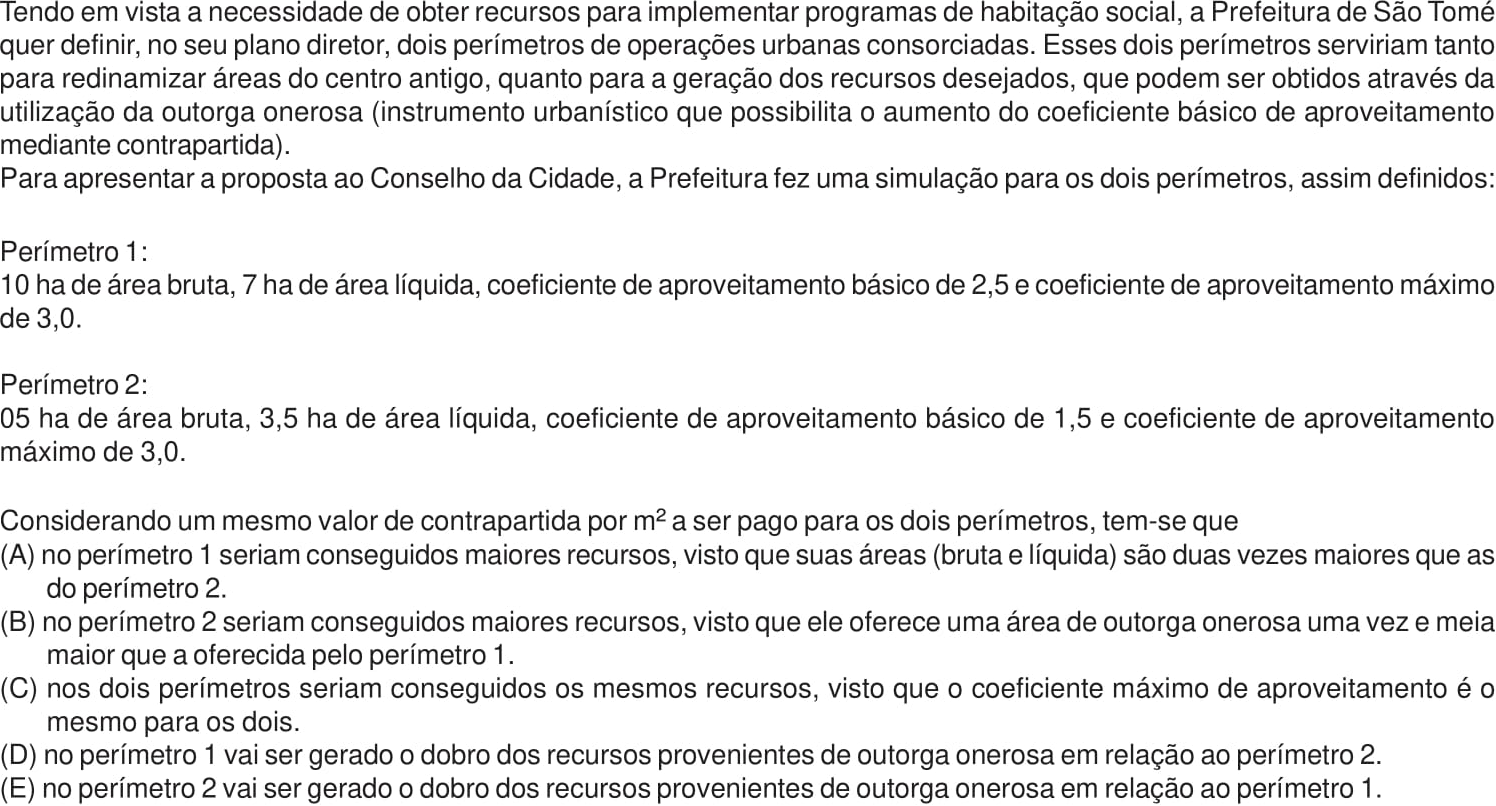 Tendo em vista a necessidade de obter recursos para implementar programas de habitação social, a Prefeitura de São Tomé
quer definir, no seu plano diretor, dois perímetros de operações urbanas consorciadas. Esses dois perímetros serviriam tanto
para redinamizar áreas do centro antigo, quanto para a geração dos recursos desejados, que podem ser obtidos através da
utilização da outorga onerosa (instrumento urbanístico que possibilita o aumento do coeficiente básico de aproveitamento
mediante contrapartida).
Para apresentar a proposta ao Conselho da Cidade, a Prefeitura fez uma simulação para os dois perímetros, assim definidos:
Perímetro 1:
10 ha de área bruta, 7 ha de área líquida, coeficiente de aproveitamento básico de 2,5 e coeficiente de aproveitamento máximo
de 3,0.
Perímetro 2:
05 ha de área bruta, 3,5 ha de área líquida, coeficiente de aproveitamento básico de 1,5 e coeficiente de aproveitamento
máximo de 3,0.
Considerando um mesmo valor de contrapartida por m² a ser pago para os dois perímetros, tem-se que
(A) no perímetro 1 seriam conseguidos maiores recursos, visto que suas áreas (bruta e líquida) são duas vezes maiores que as
do perímetro 2.
(B) no perímetro 2 seriam conseguidos maiores recursos, visto que ele oferece uma área de outorga onerosa uma vez e meia
maior que a oferecida pelo perímetro 1.
(C) nos dois perímetros seriam conseguidos os mesmos recursos, visto que o coeficiente máximo de aproveitamento é o
mesmo para os dois.
(D) no perímetro 1 vai ser gerado o dobro dos recursos provenientes de outorga onerosa em relação ao perímetro 2.
(E) no perímetro 2 vai ser gerado o dobro dos recursos provenientes de outorga onerosa em relação ao perímetro 1.